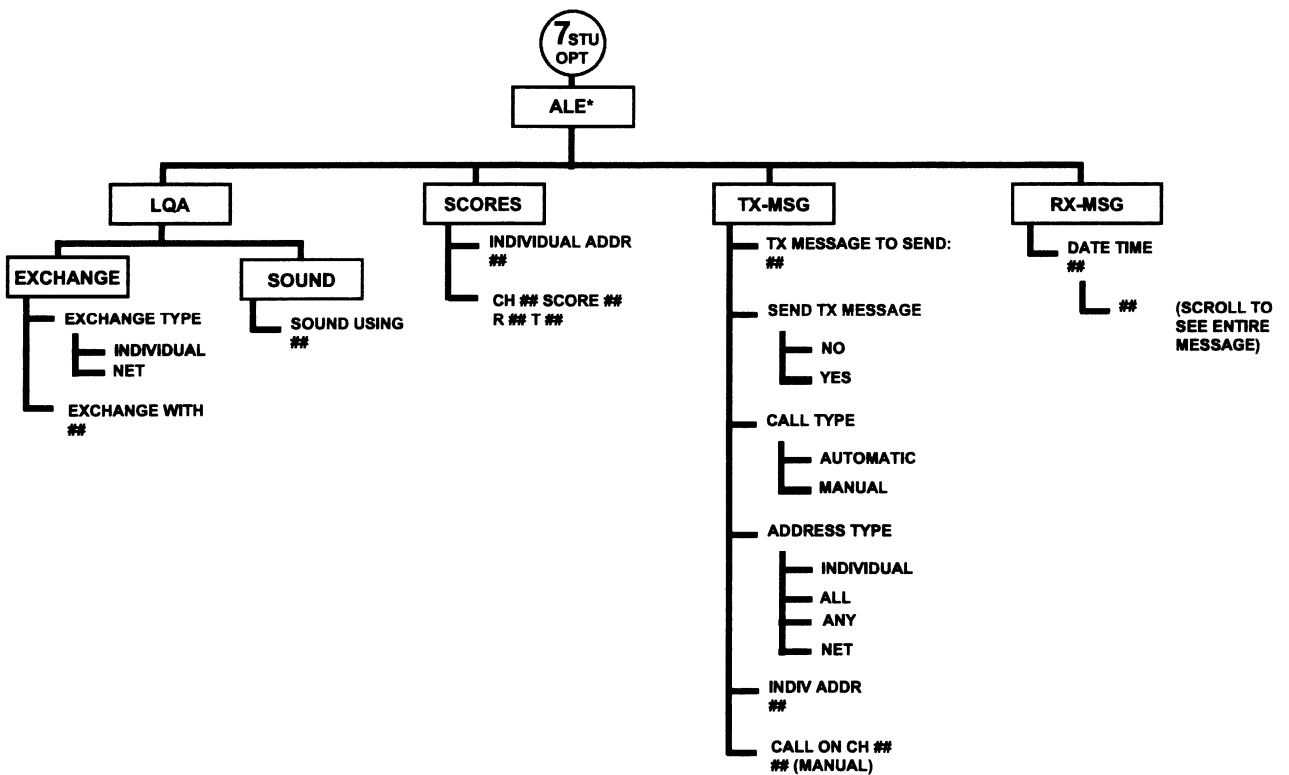 7 STU
OPT
ALE*
LQA
SCORES
TX-MSG
RX-MSG
EXCHANGE
SOUND
EXCHANGE TYPE
INDIVIDUAL
NET
EXCHANGE WITH
##
SOUND USING
##
INDIVIDUAL ADDR
##
CH ## SCORE ##
R ## T ##
TX MESSAGE TO SEND:
##
SEND TX MESSAGE
NO
YES
CALL TYPE
AUTOMATIC
MANUAL
ADDRESS TYPE
INDIVIDUAL
ALL
ANY
NET
INDIV ADDR
##
CALL ON CH ##
## (MANUAL)
DATE TIME
##
##
(SCROLL TO
SEE ENTIRE
MESSAGE)